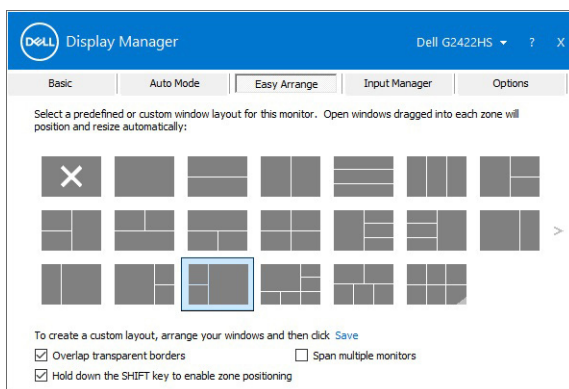 DELL Display Manager Dell G2422HS ? X
Basic Auto Mode Easy Arrange Input Manager Options
Select a predefined or custom window layout for this monitor. Open windows dragged into each zone will
position and resize automatically:
>
To create a custom layout, arrange your windows and then click Save
Overlap transparent borders Span multiple monitors
Hold down the SHIFT key to enable zone positioning